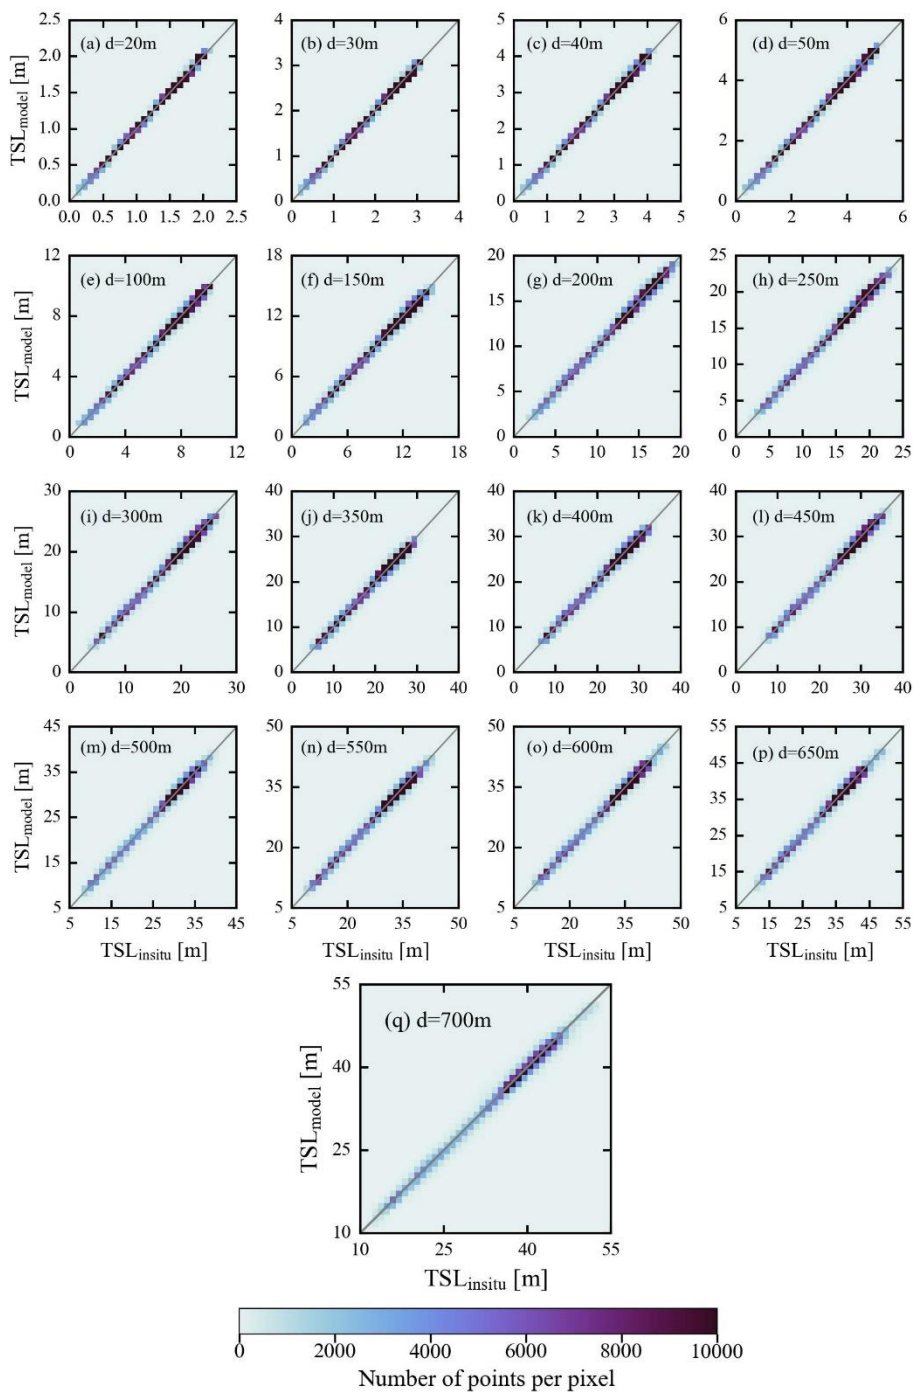 (a) d=20m
(b) d=30m
(c) d=40m
(d) d=50m
TSLmodel [m]
2.5
2.0
1.5
1.0
0.5
0.0
0.0 0.5 1.0 1.5 2.0 2.5
4
3
2
1
0
0 1 2 3 4
5
4
3
2
1
0
0 1 2 3 4 5
6
4
2
0
0 2 4 6
(e) d=100m
(f) d=150m
(g) d=200m
(h) d=250m
TSLmodel [m]
12
8
4
0
0 4 8 12
18
12
6
0
0 6 12 18
20
15
10
5
0
0 5 10 15 20
25
20
15
10
5
0
0 5 10 15 20 25
(i) d=300m
(j) d=350m
(k) d=400m
(l) d=450m
TSLmodel [m]
30
20
10
0
0 10 20 30
40
30
20
10
0
0 10 20 30 40
40
30
20
10
0
0 10 20 30 40
40
30
20
10
0
0 10 20 30 40
(m) d=500m
(n) d=550m
(o) d=600m
(p) d=650m
TSLmodel [m]
45
35
25
15
5
5 15 25 35 45
TSLinsitu [m]
50
35
20
5
5 20 35 50
TSLinsitu [m]
50
35
20
5
5 20 35 50
TSLinsitu [m]
55
45
35
25
15
5
5 15 25 35 45 55
TSLinsitu [m]
(q) d=700m
TSLmodel [m]
55
40
25
10
10 25 40 55
TSLinsitu [m]
0 2000 4000 6000 8000 10000
Number of points per pixel